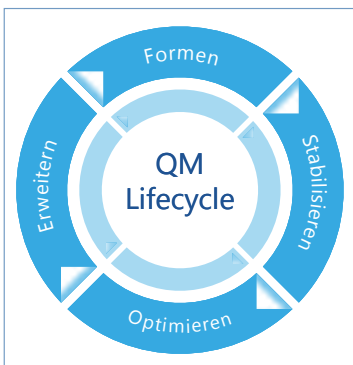 Formen
Stabilisieren
Optimieren
Erweitern
QM
Lifecycle